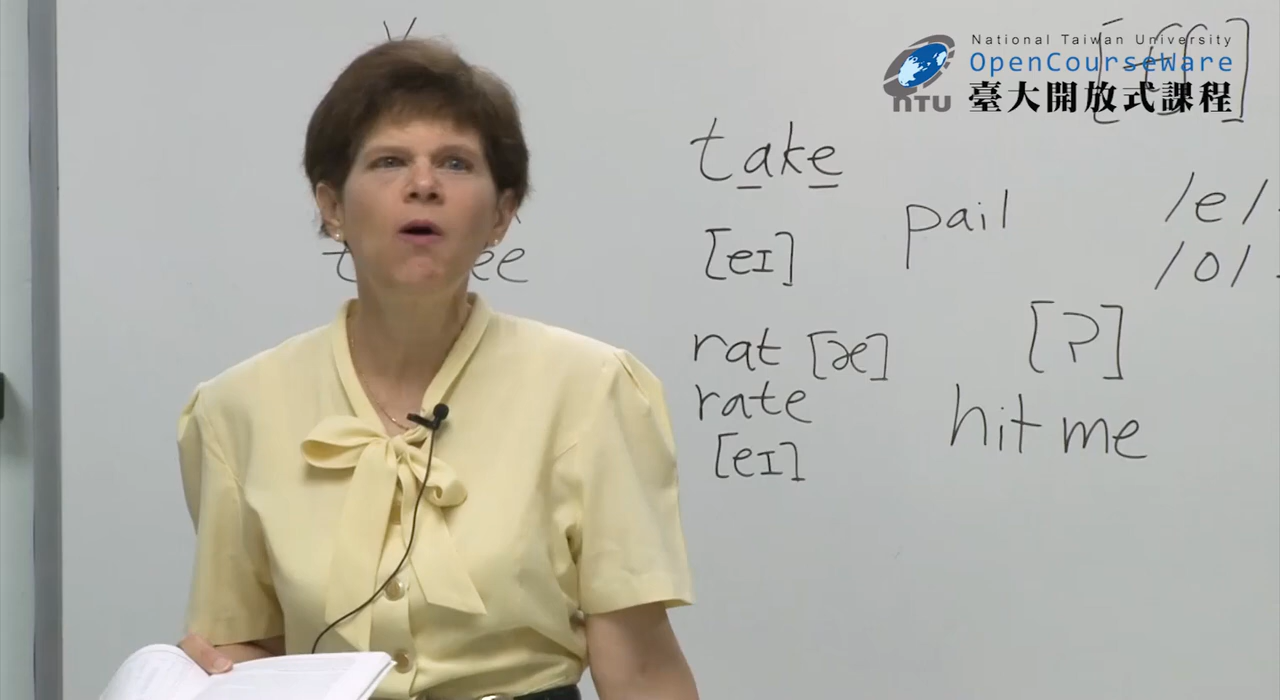 National Taiwan University
OpenCourseWare
NTU
臺大開放式課程
take
pail
/e/
[eɪ]
/o/
rat [æ]
[ʔ]
rate
hit me
[eɪ]